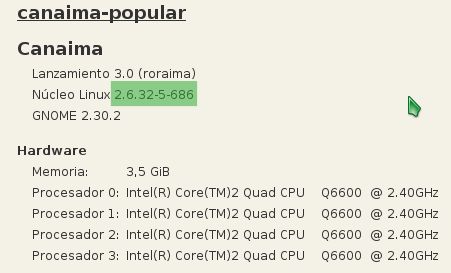 canaima-popular
Canaima
Lanzamiento 3.0 (roraima)
Núcleo Linux 2.6.32-5-686
GNOME 2.30.2
Hardware
Memoria: 3,5 GiB
Procesador 0: Intel(R) Core(TM)2 Quad CPU Q6600 @ 2.40GHz
Procesador 1: Intel(R) Core(TM)2 Quad CPU Q6600 @ 2.40GHz
Procesador 2: Intel(R) Core(TM)2 Quad CPU Q6600 @ 2.40GHz
Procesador 3: Intel(R) Core(TM)2 Quad CPU Q6600 @ 2.40GHz